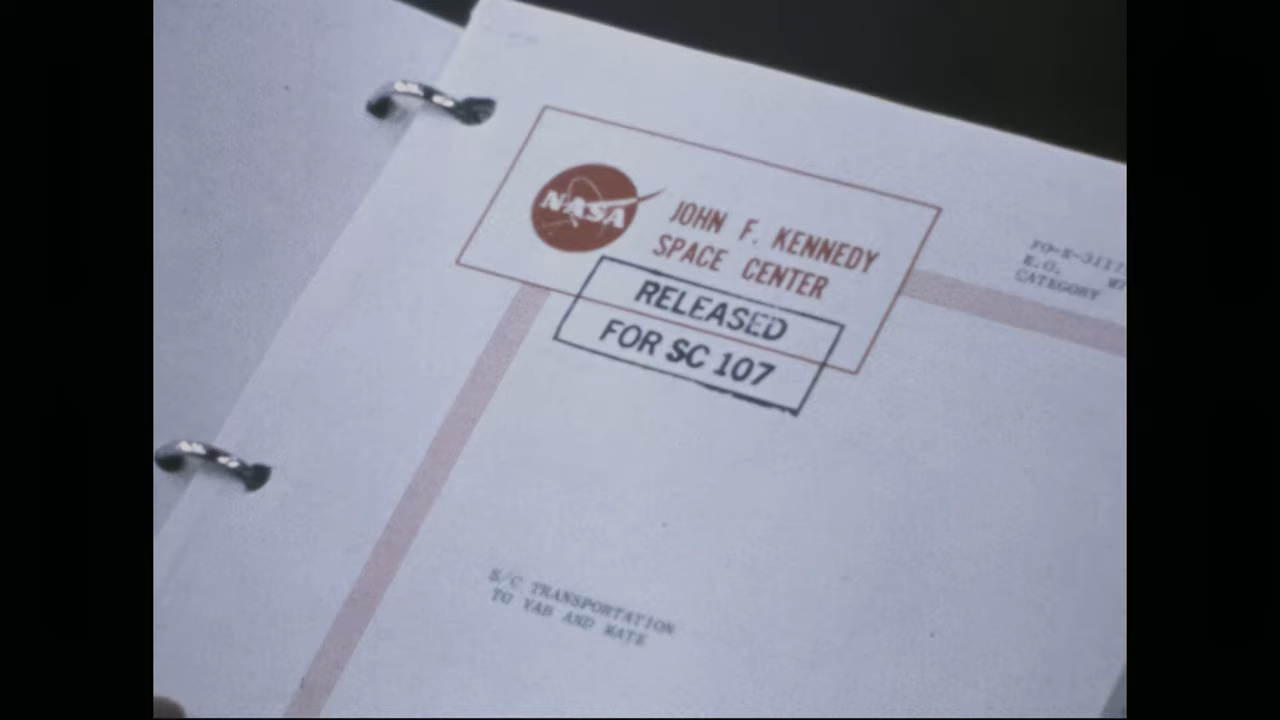 NASA
JOHN F. KENNEDY
SPACE CENTER
RELEASED
FOR SC 107
E.O.
CATEGORY
S/C TRANSPORTATION
TO VAB AND MATE